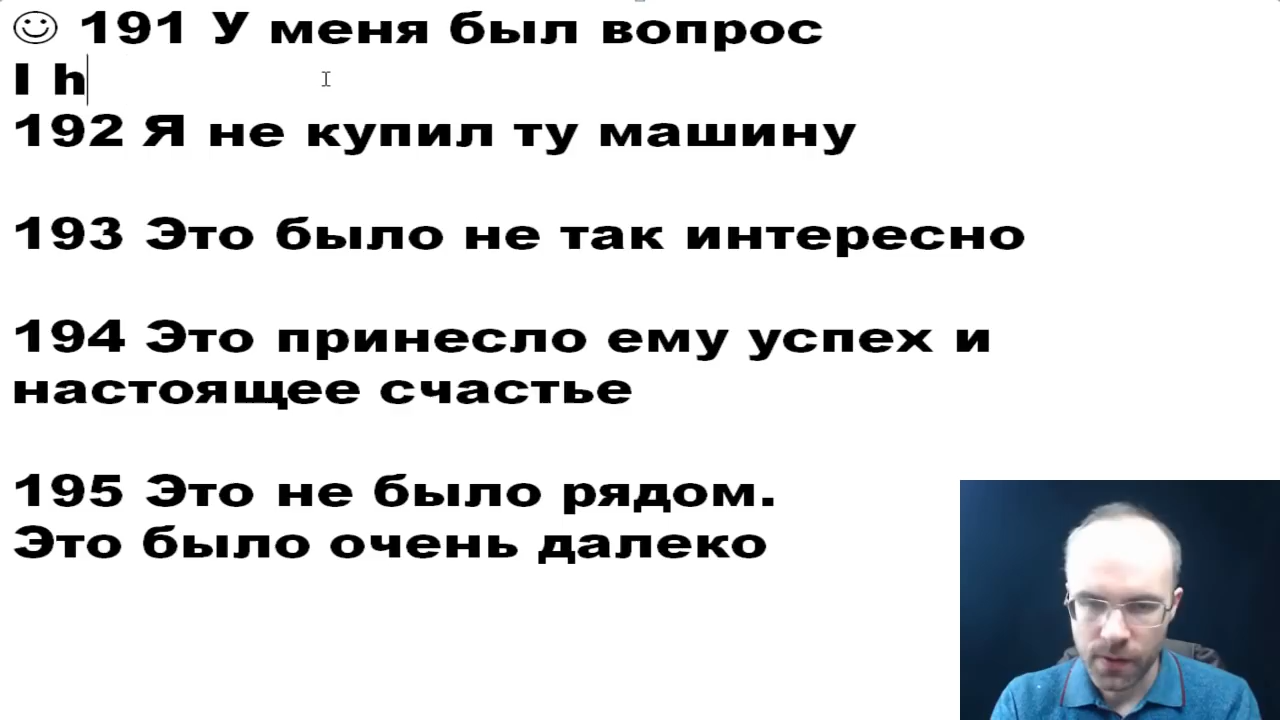 ☺ 191 У меня был вопрос
I h
192 Я не купил ту машину
193 Это было не так интересно
194 Это принесло ему успех и
настоящее счастье
195 Это не было рядом.
Это было очень далеко